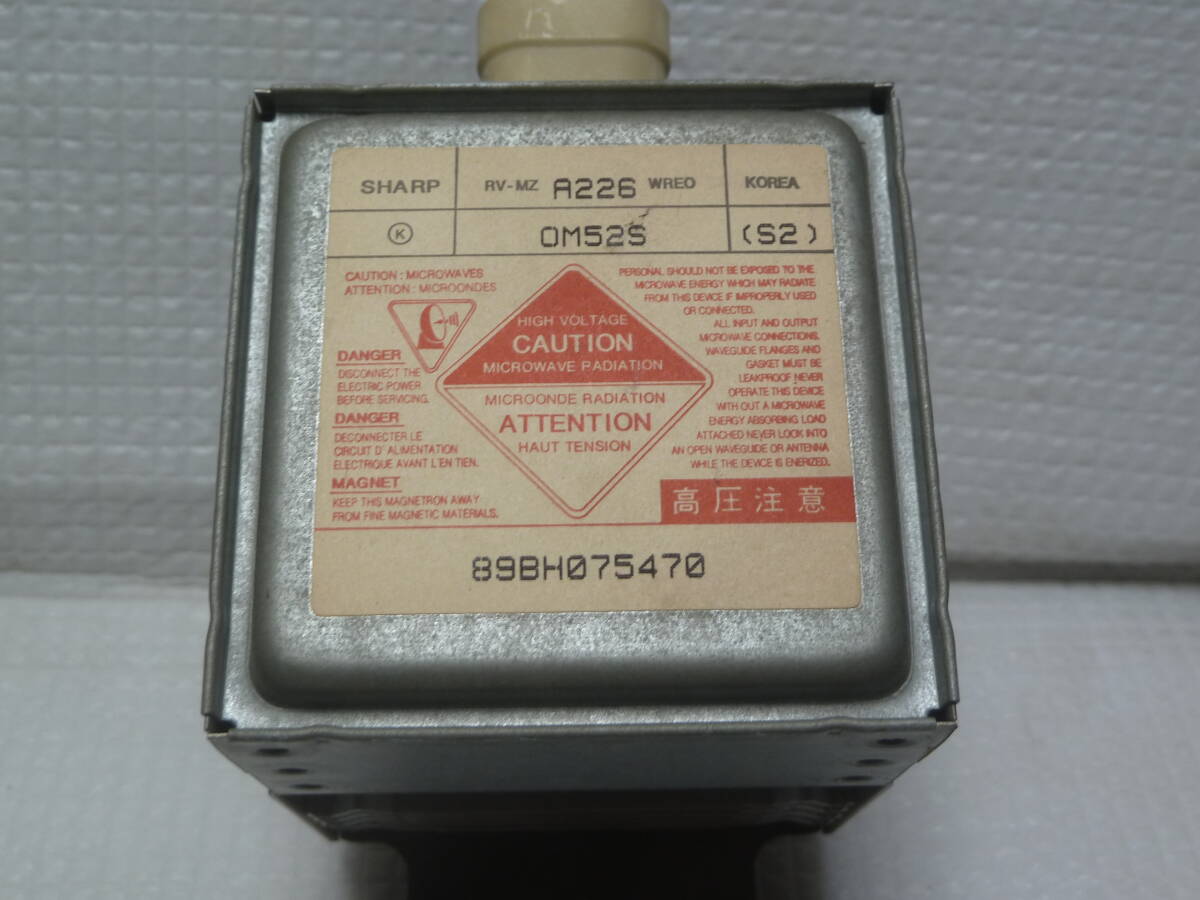 SHARP RV-MZ A226 WRE0 KOREA
K OM52S (S2)
CAUTION : MICROWAVES
ATTENTION : MICROONDES
DANGER
DISCONNECT THE
ELECTRIC POWER
BEFORE SERVICING.
DANGER
DECONNECTER LE
CIRCUIT D' ALIMENTATION
ELECTRIQUE AVANT L'EN TIEN.
MAGNET
KEEP THIS MAGNETRON AWAY
FROM FINE MAGNETIC MATERIALS.
HIGH VOLTAGE
CAUTION
MICROWAVE RADIATION
MICROONDE RADIATION
ATTENTION
HAUT TENSION
PERSONAL SHOULD NOT BE EXPOSED TO THE
MICROWAVE ENERGY WHICH MAY RADIATE
FROM THIS DEVICE IF IMPROPERLY USED
OR CONNECTED.
ALL INPUT AND OUTPUT
MICROWAVE CONNECTIONS.
WAVEGUIDE FLANGES AND
GASKET MUST BE
LEAKPROOF NEVER
OPERATE THIS DEVICE
WITH OUT A MICROWAVE
ENERGY ABSORBING LOAD
ATTACHED NEVER LOOK INTO
AN OPEN WAVEGUIDE OR ANTENNA
WHILE THE DEVICE IS ENERIZED.
高圧注意
89BH075470